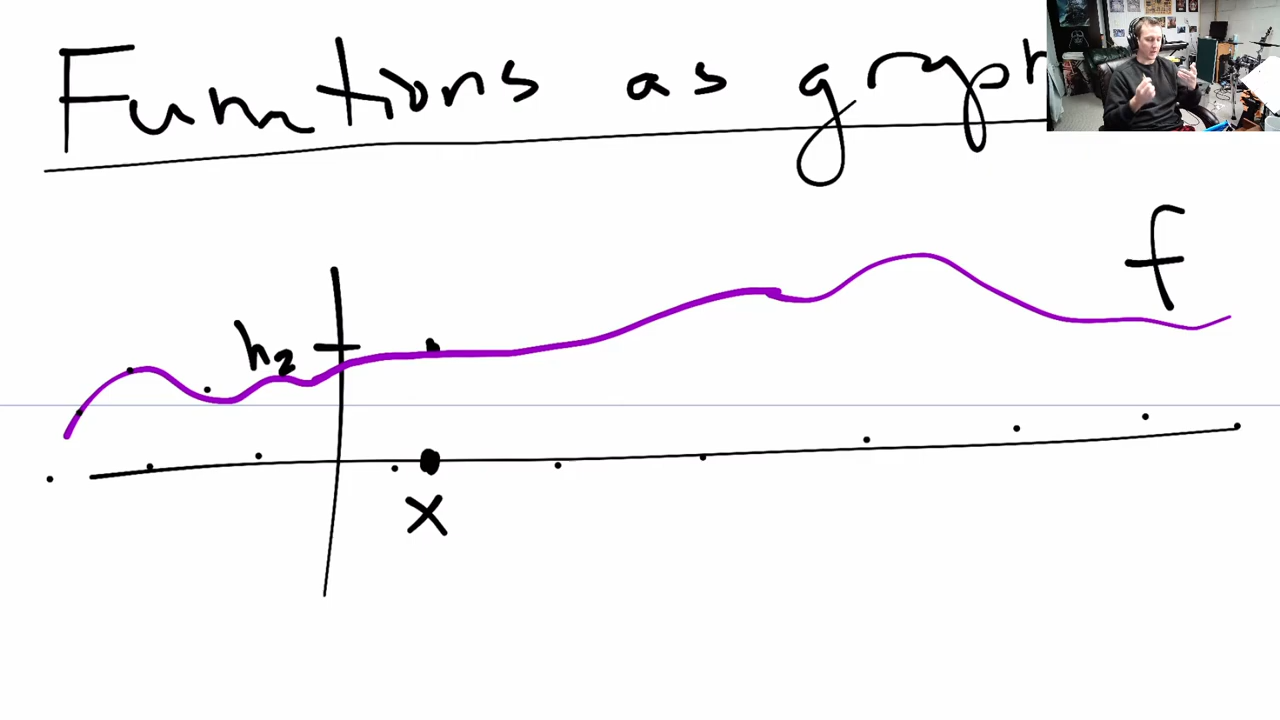 Functions as graph
f
h₂
x